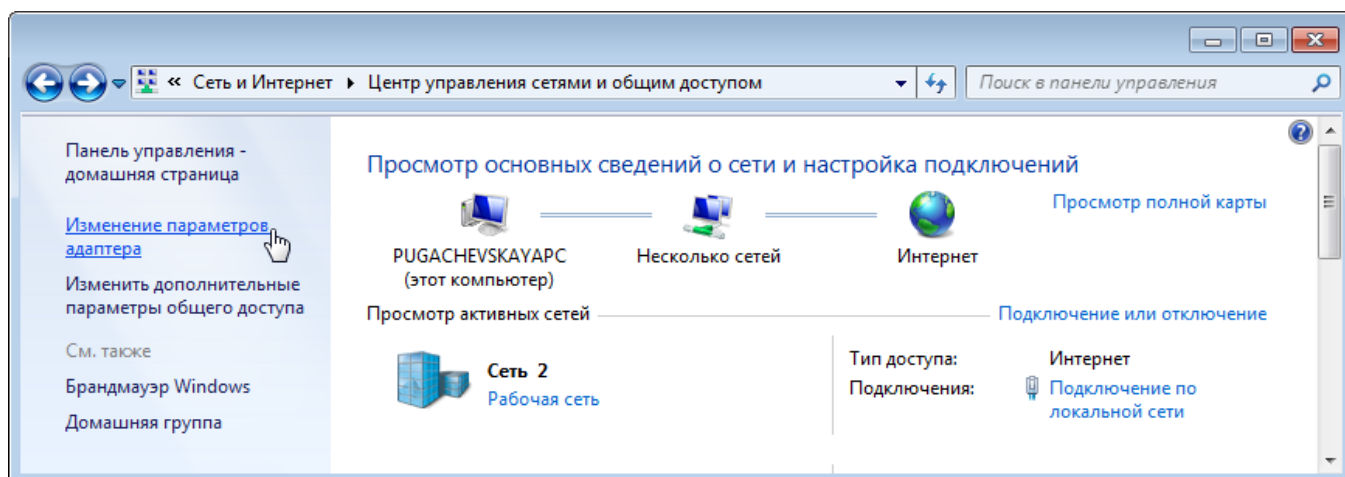 « Сеть и Интернет ▸ Центр управления сетями и общим доступом
Поиск в панели управления
Панель управления -
домашняя страница
Изменение параметров
адаптера
Изменить дополнительные
параметры общего доступа
См. также
Брандмауэр Windows
Домашняя группа
Просмотр основных сведений о сети и настройка подключений
Просмотр полной карты
PUGACHEVSKAYAPC
(этот компьютер)
Несколько сетей
Интернет
Просмотр активных сетей
Подключение или отключение
Сеть 2
Рабочая сеть
Тип доступа: Интернет
Подключения: Подключение по
локальной сети